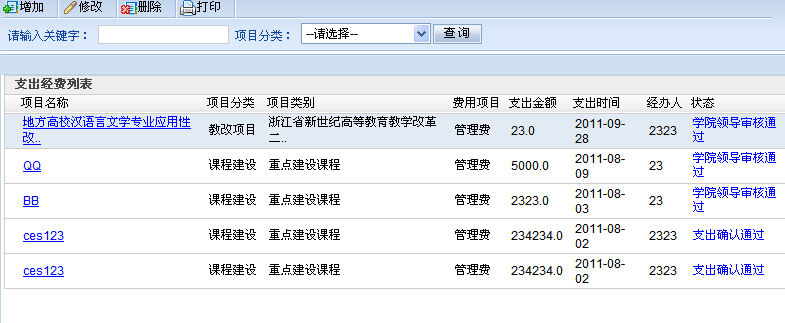 增加 修改 删除 打印
请输入关键字： 项目分类： --请选择-- 查 询
支出经费列表
项目名称 项目分类 项目类别 费用项目 支出金额 支出时间 经办人 状态
地方高校汉语言文学专业应用性
改.. 教改项目 浙江省新世纪高等教育教学改革
二.. 管理费 23.0 2011-09-
28 2323 学院领导审核通
过
QQ 课程建设 重点建设课程 管理费 5000.0 2011-08-
09 23 学院领导审核通
过
BB 课程建设 重点建设课程 管理费 2323.0 2011-08-
03 23 学院领导审核通
过
ces123 课程建设 重点建设课程 管理费 234234.0 2011-08-
02 2323 支出确认通过
ces123 课程建设 重点建设课程 管理费 234234.0 2011-08-
02 2323 支出确认通过